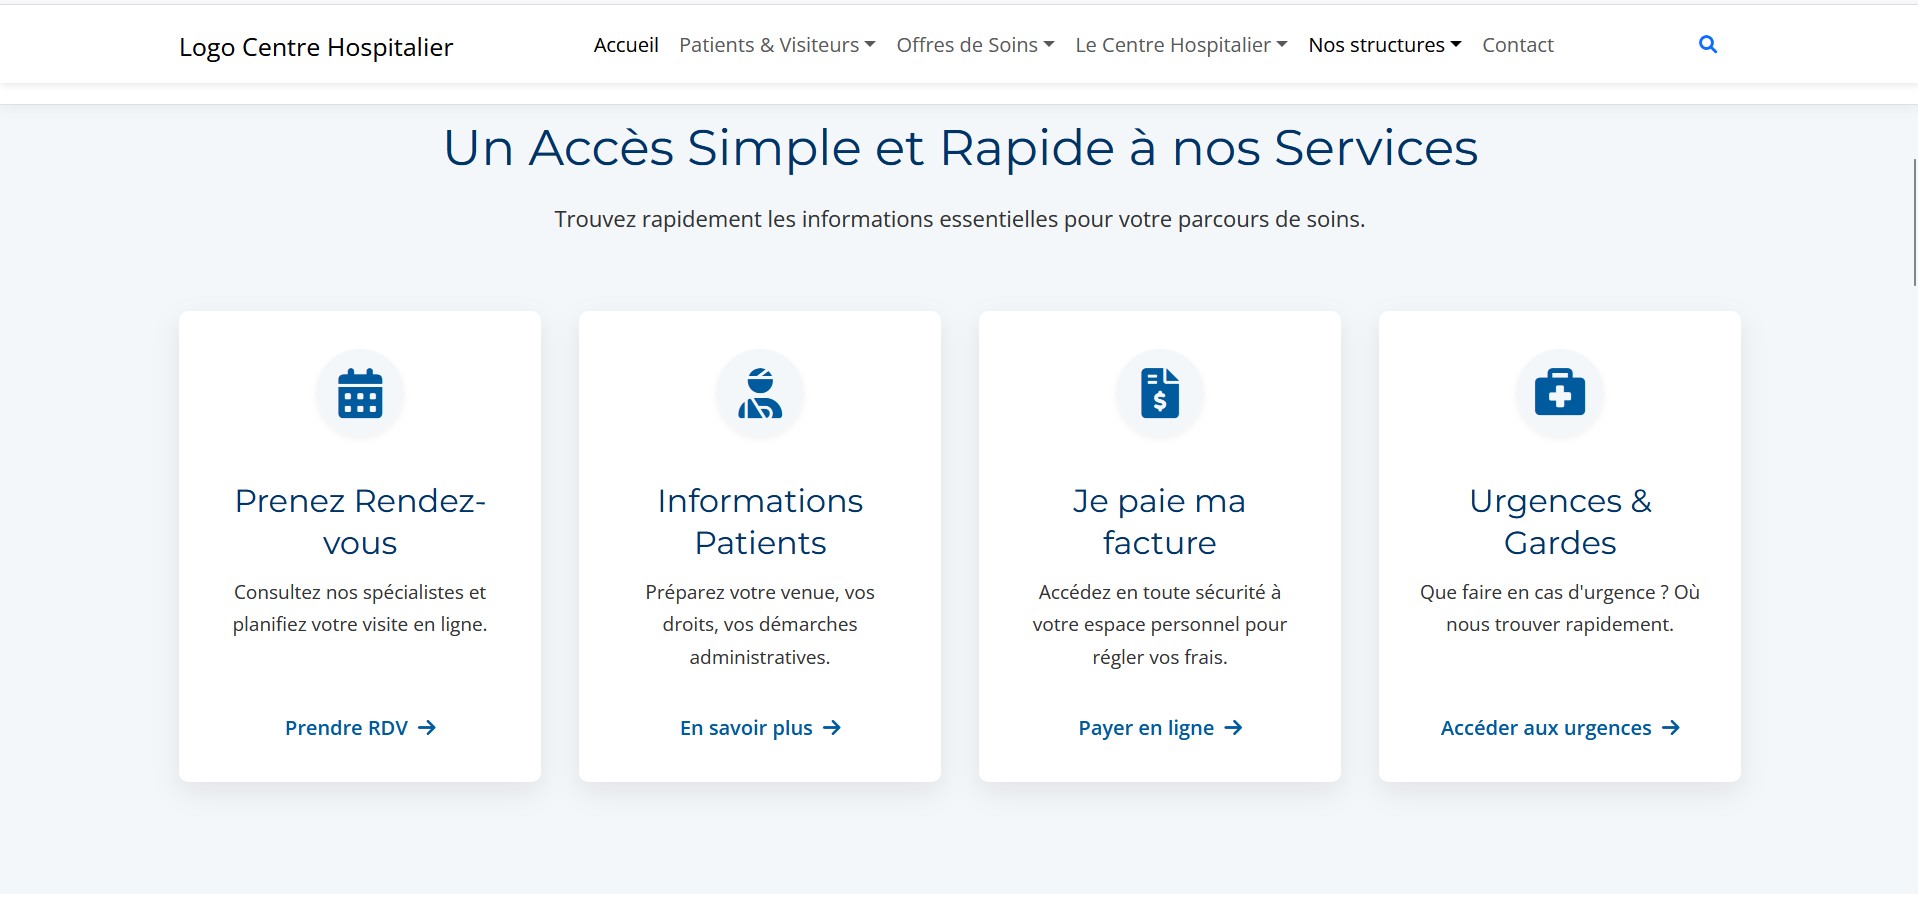 Logo Centre Hospitalier
Accueil Patients & Visiteurs Offres de Soins Le Centre Hospitalier Nos structures Contact
Un Accès Simple et Rapide à nos Services
Trouvez rapidement les informations essentielles pour votre parcours de soins.
Prenez Rendez-
vous
Consultez nos spécialistes et
planifiez votre visite en ligne.
Prendre RDV →
Informations
Patients
Préparez votre venue, vos
droits, vos démarches
administratives.
En savoir plus →
$
Je paie ma
facture
Accédez en toute sécurité à
votre espace personnel pour
régler vos frais.
Payer en ligne →
Urgences &
Gardes
Que faire en cas d'urgence ? Où
nous trouver rapidement.
Accéder aux urgences →